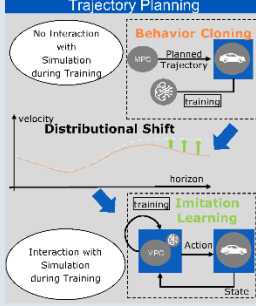 Trajectory Planning
No Interaction
with
Simulation
during Training
Behavior Cloning
MPC
Planned
Trajectory
training
velocity
Distributional Shift
horizon
Interaction with
Simulation
during Training
training
Imitation
Learning
MPC
Action
State